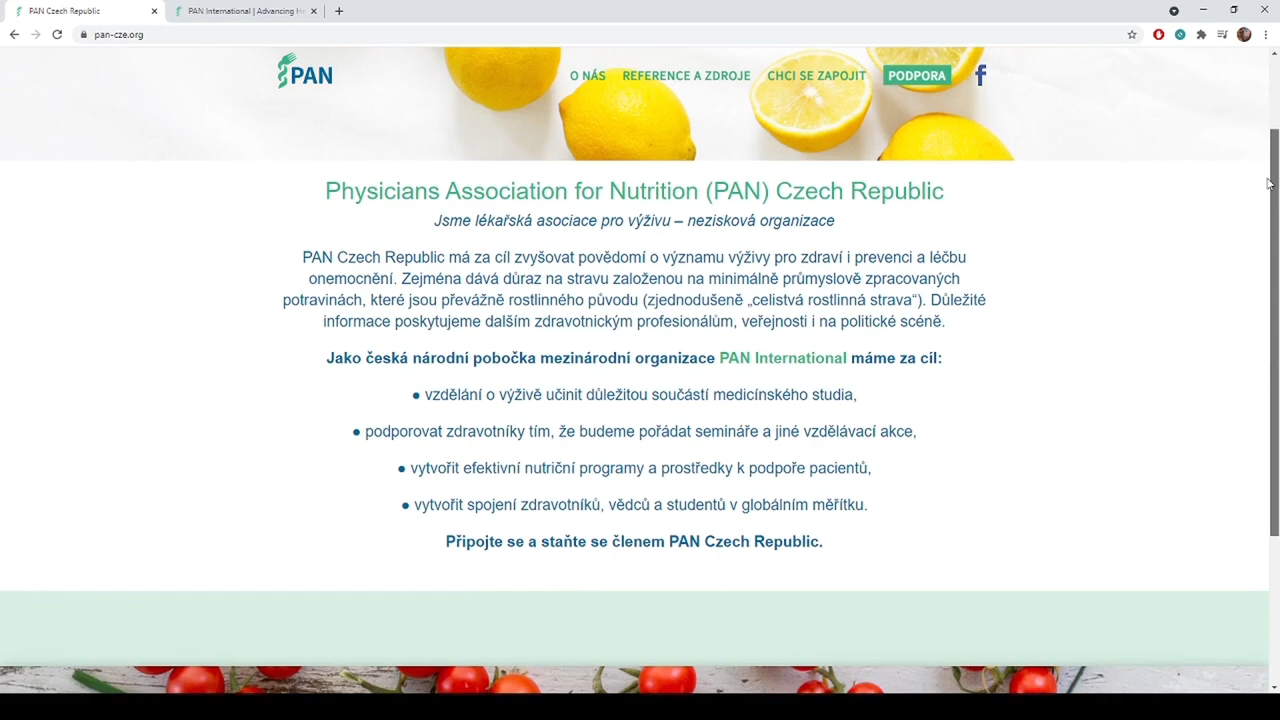 PAN Czech Republic
PAN International | Advancing He
pan-cze.org
PAN
O NÁS
REFERENCE A ZDROJE
CHCI SE ZAPOJIT
PODPORA
Physicians Association for Nutrition (PAN) Czech Republic
Jsme lékařská asociace pro výživu – nezisková organizace
PAN Czech Republic má za cíl zvyšovat povědomí o významu výživy pro zdraví i prevenci a léčbu
onemocnění. Zejména dává důraz na stravu založenou na minimálně průmyslově zpracovaných
potravinách, které jsou převážně rostlinného původu (zjednodušeně „celistvá rostlinná strava“). Důležité
informace poskytujeme dalším zdravotnickým profesionálům, veřejnosti i na politické scéně.
Jako česká národní pobočka mezinárodní organizace PAN International máme za cíl:
● vzdělání o výživě učinit důležitou součástí medicínského studia,
● podporovat zdravotníky tím, že budeme pořádat semináře a jiné vzdělávací akce,
● vytvořit efektivní nutriční programy a prostředky k podpoře pacientů,
● vytvořit spojení zdravotníků, vědců a studentů v globálním měřítku.
Připojte se a staňte se členem PAN Czech Republic.